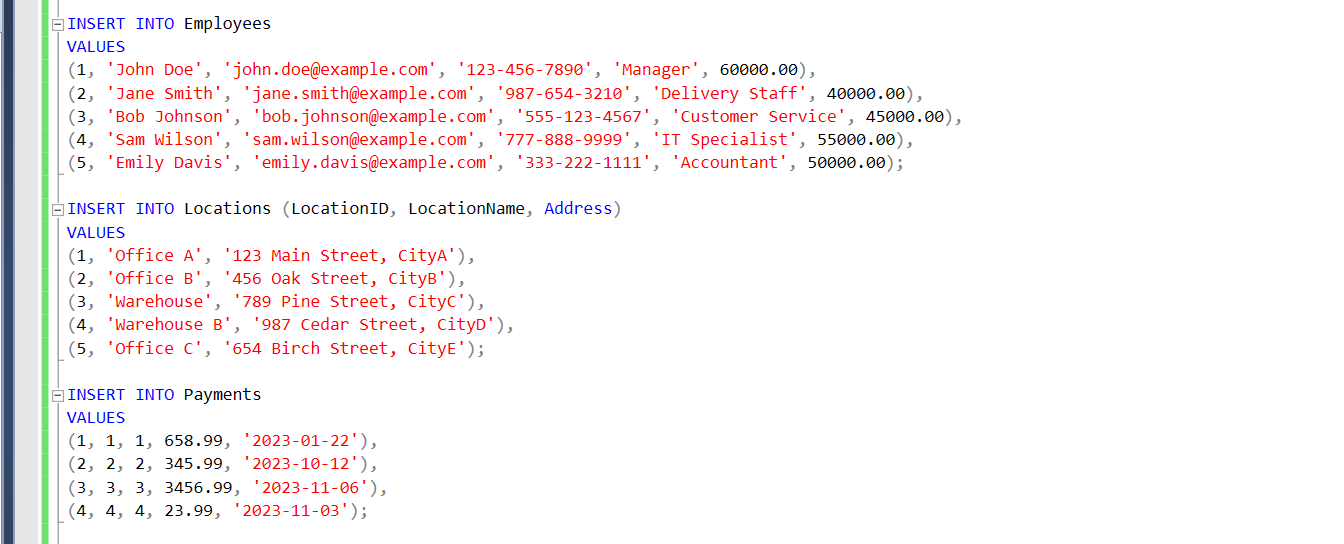 INSERT INTO Employees
VALUES
(1, 'John Doe', 'john.doe@example.com', '123-456-7890', 'Manager', 60000.00),
(2, 'Jane Smith', 'jane.smith@example.com', '987-654-3210', 'Delivery Staff', 40000.00),
(3, 'Bob Johnson', 'bob.johnson@example.com', '555-123-4567', 'Customer Service', 45000.00),
(4, 'Sam Wilson', 'sam.wilson@example.com', '777-888-9999', 'IT Specialist', 55000.00),
(5, 'Emily Davis', 'emily.davis@example.com', '333-222-1111', 'Accountant', 50000.00);
INSERT INTO Locations (LocationID, LocationName, Address)
VALUES
(1, 'Office A', '123 Main Street, CityA'),
(2, 'Office B', '456 Oak Street, CityB'),
(3, 'Warehouse', '789 Pine Street, CityC'),
(4, 'Warehouse B', '987 Cedar Street, CityD'),
(5, 'Office C', '654 Birch Street, CityE');
INSERT INTO Payments
VALUES
(1, 1, 1, 658.99, '2023-01-22'),
(2, 2, 2, 345.99, '2023-10-12'),
(3, 3, 3, 3456.99, '2023-11-06'),
(4, 4, 4, 23.99, '2023-11-03');